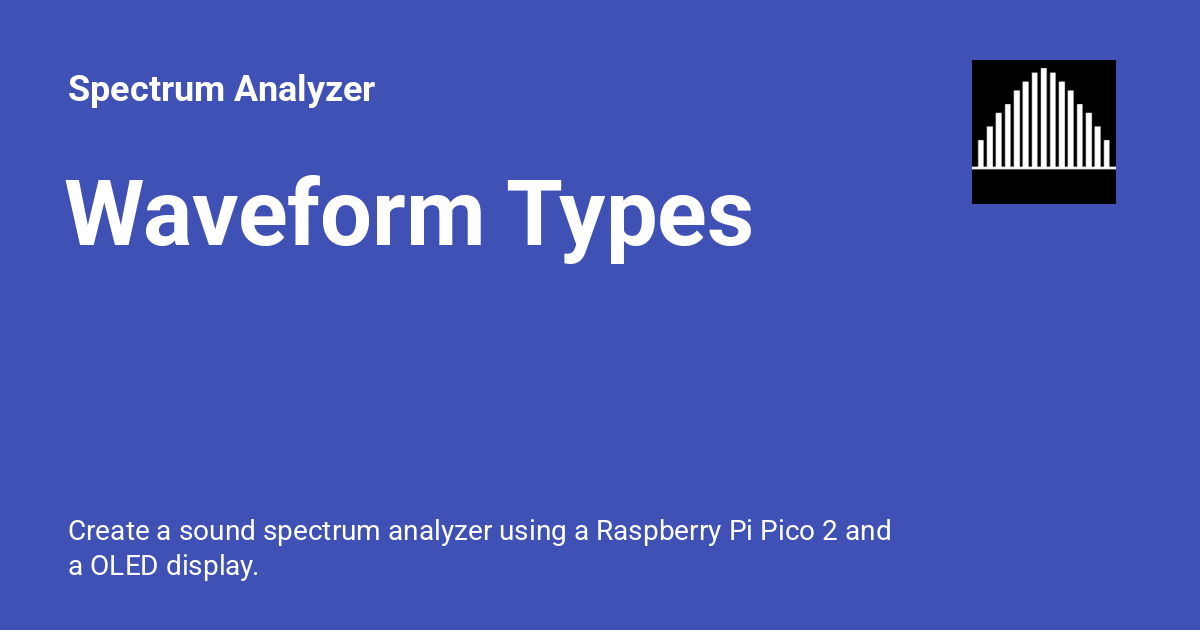 Spectrum Analyzer
Waveform Types
Create a sound spectrum analyzer using a Raspberry Pi Pico 2 and
a OLED display.